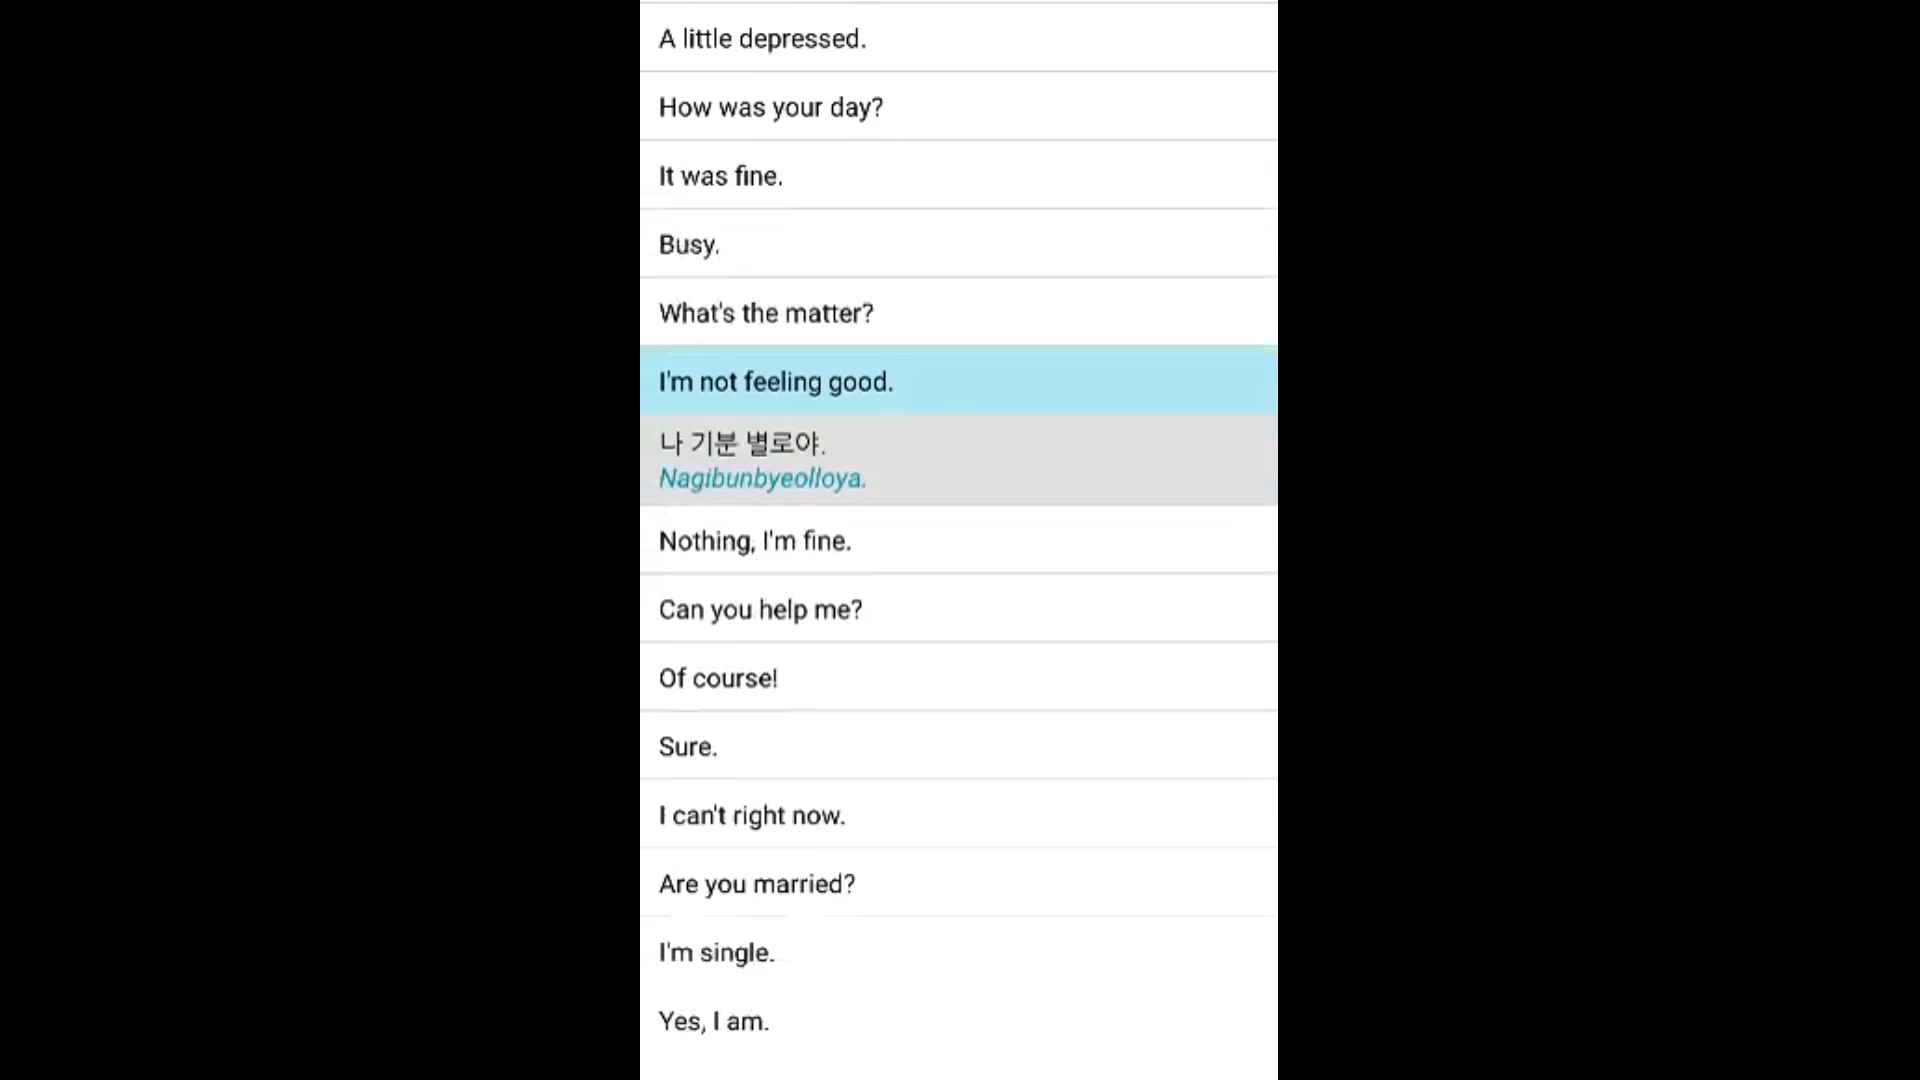 A little depressed.
How was your day?
It was fine.
Busy.
What's the matter?
I'm not feeling good.
나 기분 별로야.
Nagibunbyeolloya.
Nothing, I'm fine.
Can you help me?
Of course!
Sure.
I can't right now.
Are you married?
I'm single.
Yes, I am.